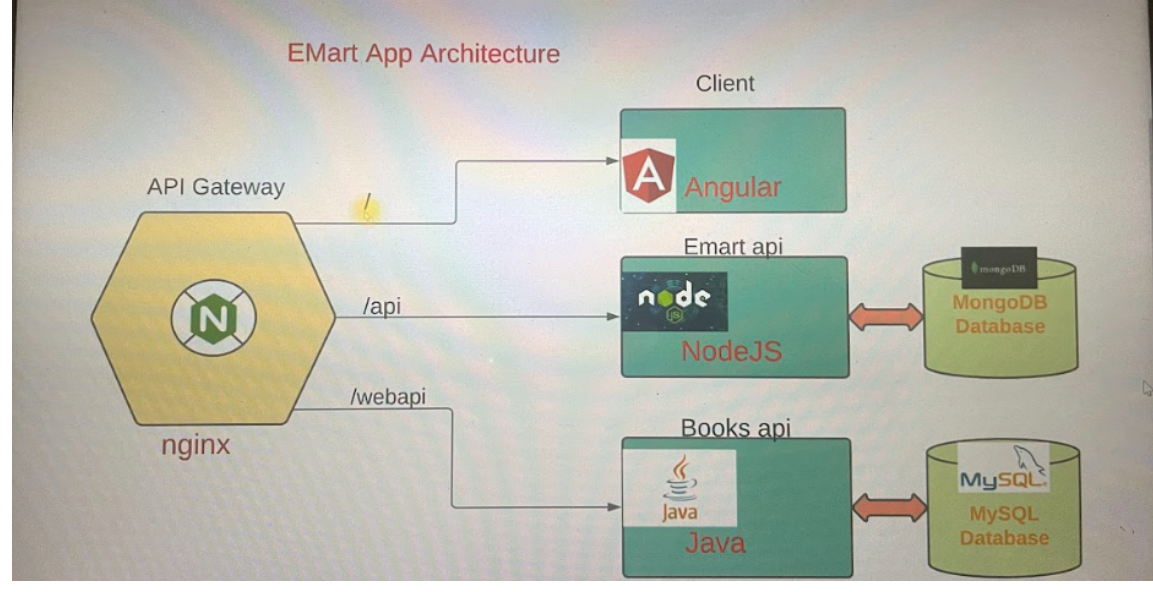 EMart App Architecture
Client
API Gateway
/
Angular
Emart api
node
JS
NodeJS
/api
mongoDB
MongoDB
Database
/webapi
nginx
Books api
Java
Java
MySQL
MySQL
Database